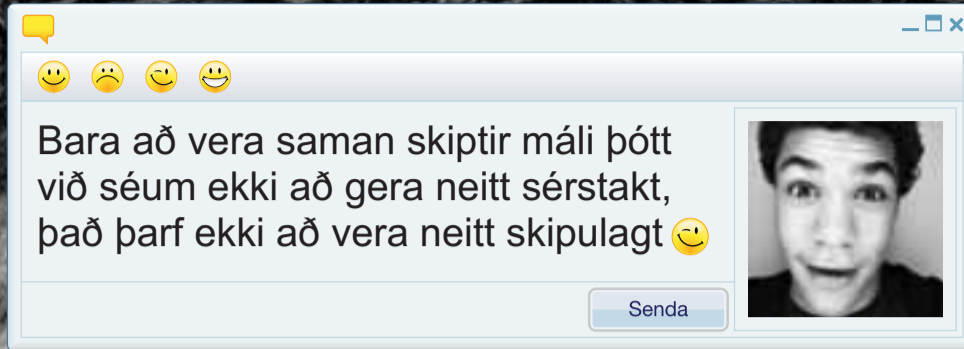 Bara að vera saman skiptir máli þótt
við séum ekki að gera neitt sérstakt,
það þarf ekki að vera neitt skipulagt
Senda